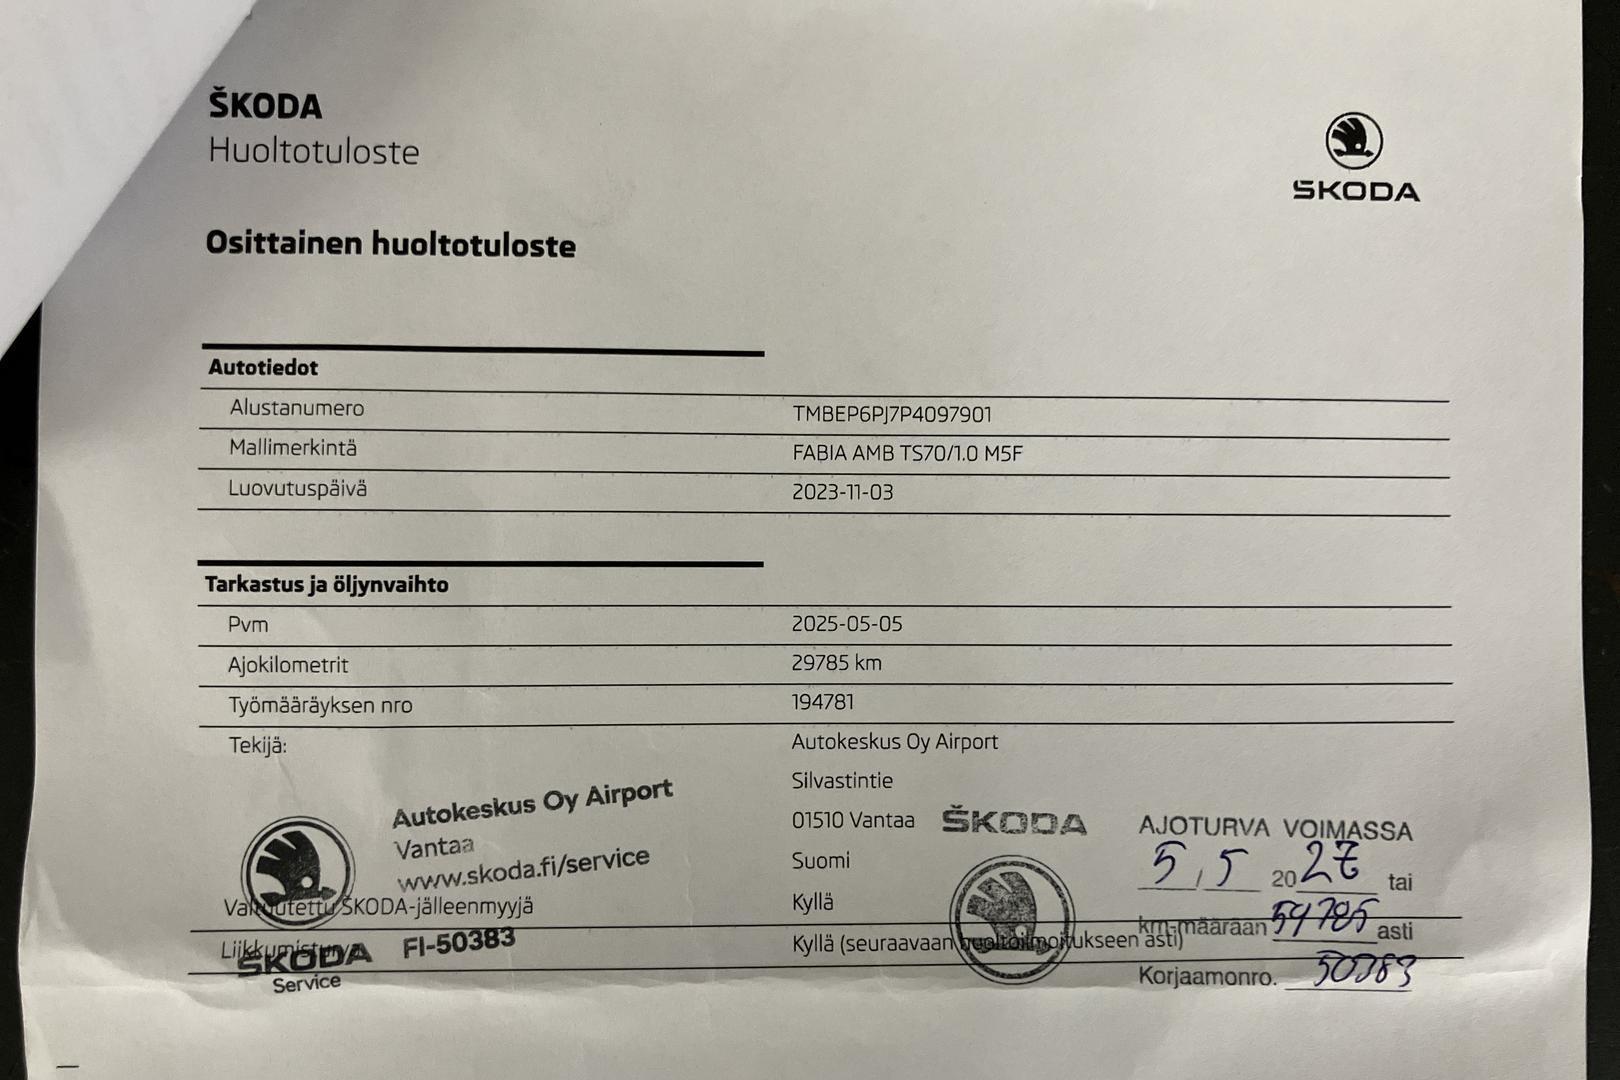 ŠKODA
Huoltotuloste
ŠKODA
Osittainen huoltotuloste
Autotiedot
Alustanumero TMBEP6PJ7P4097901
Mallimerkintä FABIA AMB TS70/1.0 M5F
Luovutuspäivä 2023-11-03
Tarkastus ja öljynvaihto
Pvm 2025-05-05
Ajokilometrit 29785 km
Työmääräyksen nro 194781
Tekijä: Autokeskus Oy Airport
Silvastintie
01510 Vantaa
Suomi
Valtuutettu ŠKODA-jälleenmyyjä Kyllä
Liikkumisturva Kyllä (seuraavaan huoltoilmoitukseen asti)
Autokeskus Oy Airport
Vantaa
www.skoda.fi/service
FI-50383
ŠKODA
Service
ŠKODA
AJOTURVA VOIMASSA
5 / 5 2027 tai
km-määrään 59785 asti
Korjaamonro. 50383